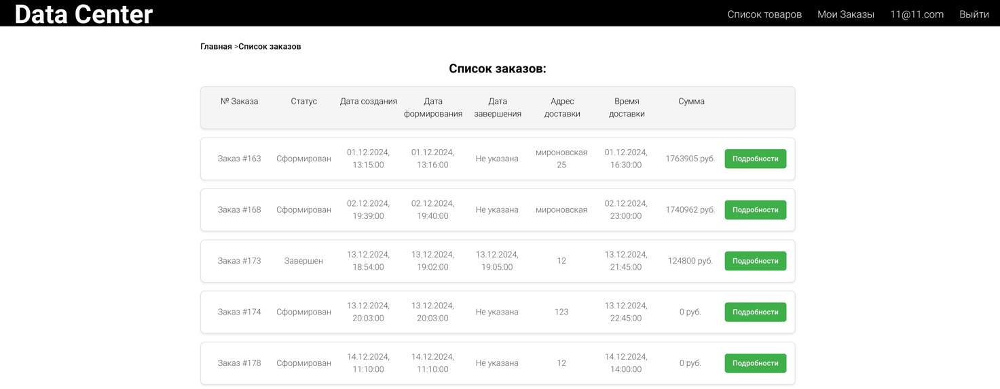 Data Center
Список товаров Мои Заказы 11@11.com Выйти
Главная >Список заказов
Список заказов:
№ Заказа Статус Дата создания Дата формирования Дата завершения Адрес доставки Время доставки Сумма
Заказ #163 Сформирован 01.12.2024, 13:15:00 01.12.2024, 13:16:00 Не указана мироновская 25 01.12.2024, 16:30:00 1763905 руб. Подробности
Заказ #168 Сформирован 02.12.2024, 19:39:00 02.12.2024, 19:40:00 Не указана мироновская 02.12.2024, 23:00:00 1740962 руб. Подробности
Заказ #173 Завершен 13.12.2024, 18:54:00 13.12.2024, 19:02:00 13.12.2024, 19:05:00 12 13.12.2024, 21:45:00 124800 руб. Подробности
Заказ #174 Сформирован 13.12.2024, 20:03:00 13.12.2024, 20:03:00 Не указана 123 13.12.2024, 22:45:00 0 руб. Подробности
Заказ #178 Сформирован 14.12.2024, 11:10:00 14.12.2024, 11:10:00 Не указана 12 14.12.2024, 14:00:00 0 руб. Подробности